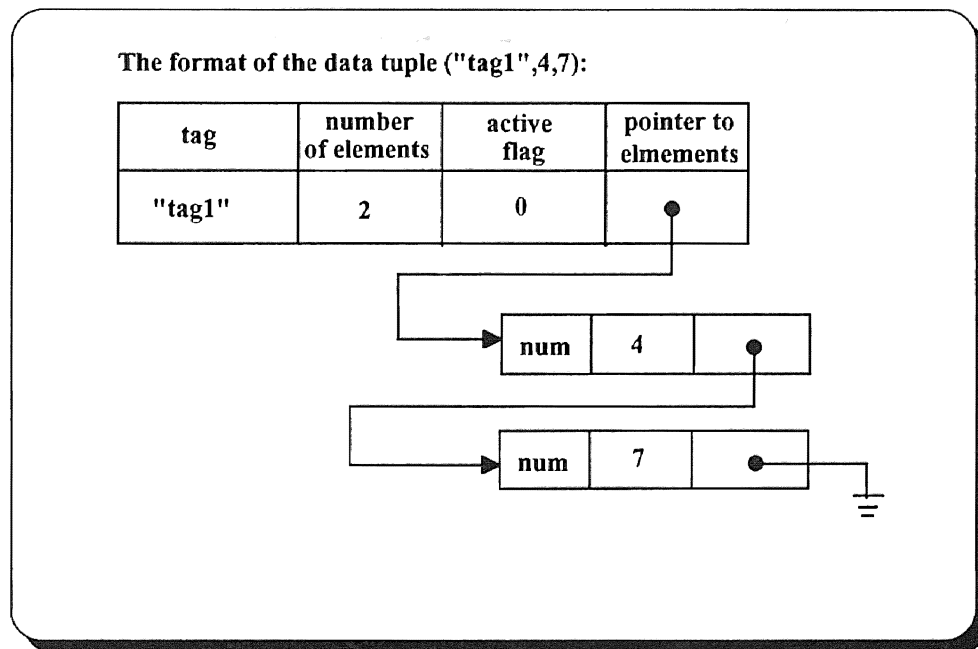 The format of the data tuple ("tag1",4,7):
tag
number
of elements
active
flag
pointer to
elmements
"tag1"
2
0
num
4
num
7